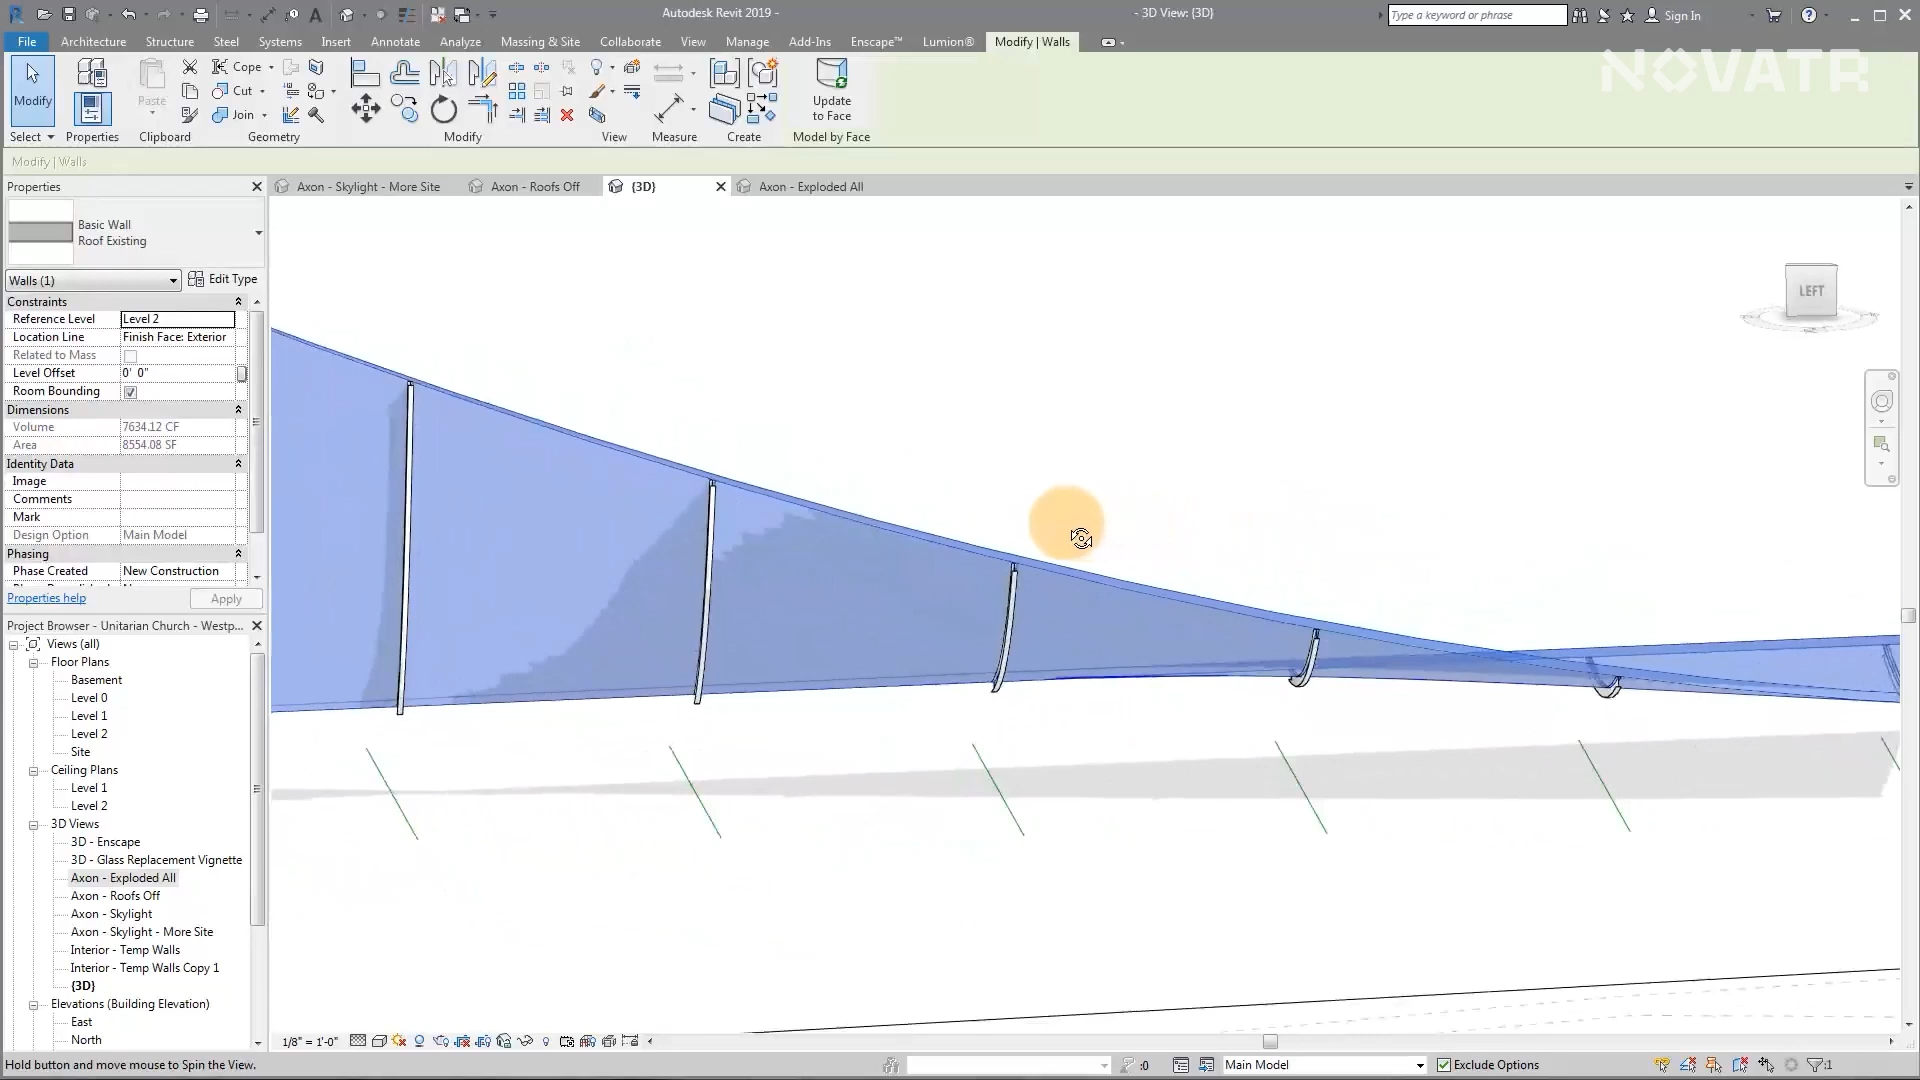 Autodesk Revit 2019 -
- 3D View: {3D}
Type a keyword or phrase
Sign In
File Architecture Structure Steel Systems Insert Annotate Analyze Massing & Site Collaborate View Manage Add-Ins Enscape™ Lumion® Modify | Walls
NOVATR
Modify
Paste
Cope
Cut
Join
Update
to Face
Select Properties Clipboard Geometry Modify View Measure Create Model by Face
Modify | Walls
Properties
Axon - Skylight - More Site
Axon - Roofs Off
{3D}
Axon - Exploded All
Basic Wall
Roof Existing
Walls (1)
Edit Type
Constraints
Reference Level Level 2
Location Line Finish Face: Exterior
Related to Mass
Level Offset 0' 0"
Room Bounding
Dimensions
Volume 7634.12 CF
Area 8554.08 SF
Identity Data
Image
Comments
Mark
Design Option Main Model
Phasing
Phase Created New Construction
Properties help
Apply
LEFT
Project Browser - Unitarian Church - Westp...
Views (all)
Floor Plans
Basement
Level 0
Level 1
Level 2
Site
Ceiling Plans
Level 1
Level 2
3D Views
3D - Enscape
3D - Glass Replacement Vignette
Axon - Exploded All
Axon - Roofs Off
Axon - Skylight
Axon - Skylight - More Site
Interior - Temp Walls
Interior - Temp Walls Copy 1
{3D}
Elevations (Building Elevation)
East
North
1/8" = 1'-0"
Hold button and move mouse to Spin the View.
:0
Main Model
Exclude Options
:1